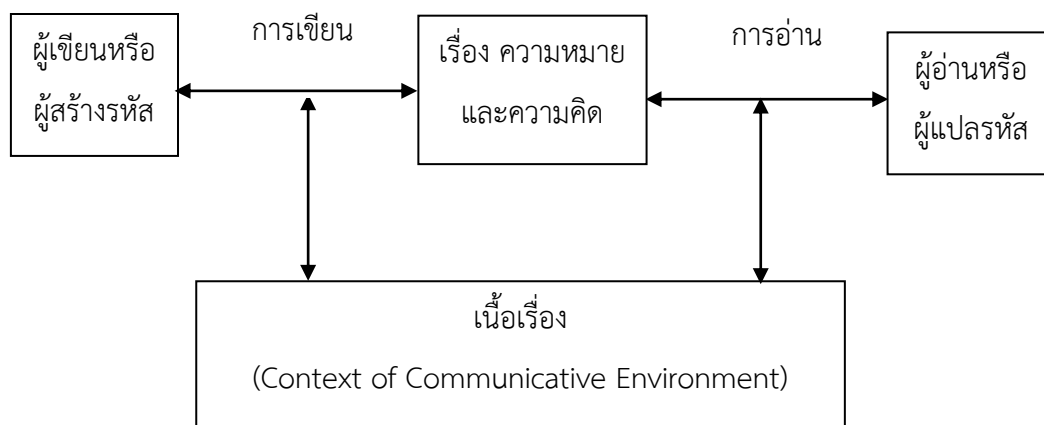 ผู้เขียนหรือ
ผู้สร้างรหัส
การเขียน
เรื่อง ความหมาย
และความคิด
การอ่าน
ผู้อ่านหรือ
ผู้แปลรหัส
เนื้อเรื่อง
(Context of Communicative Environment)